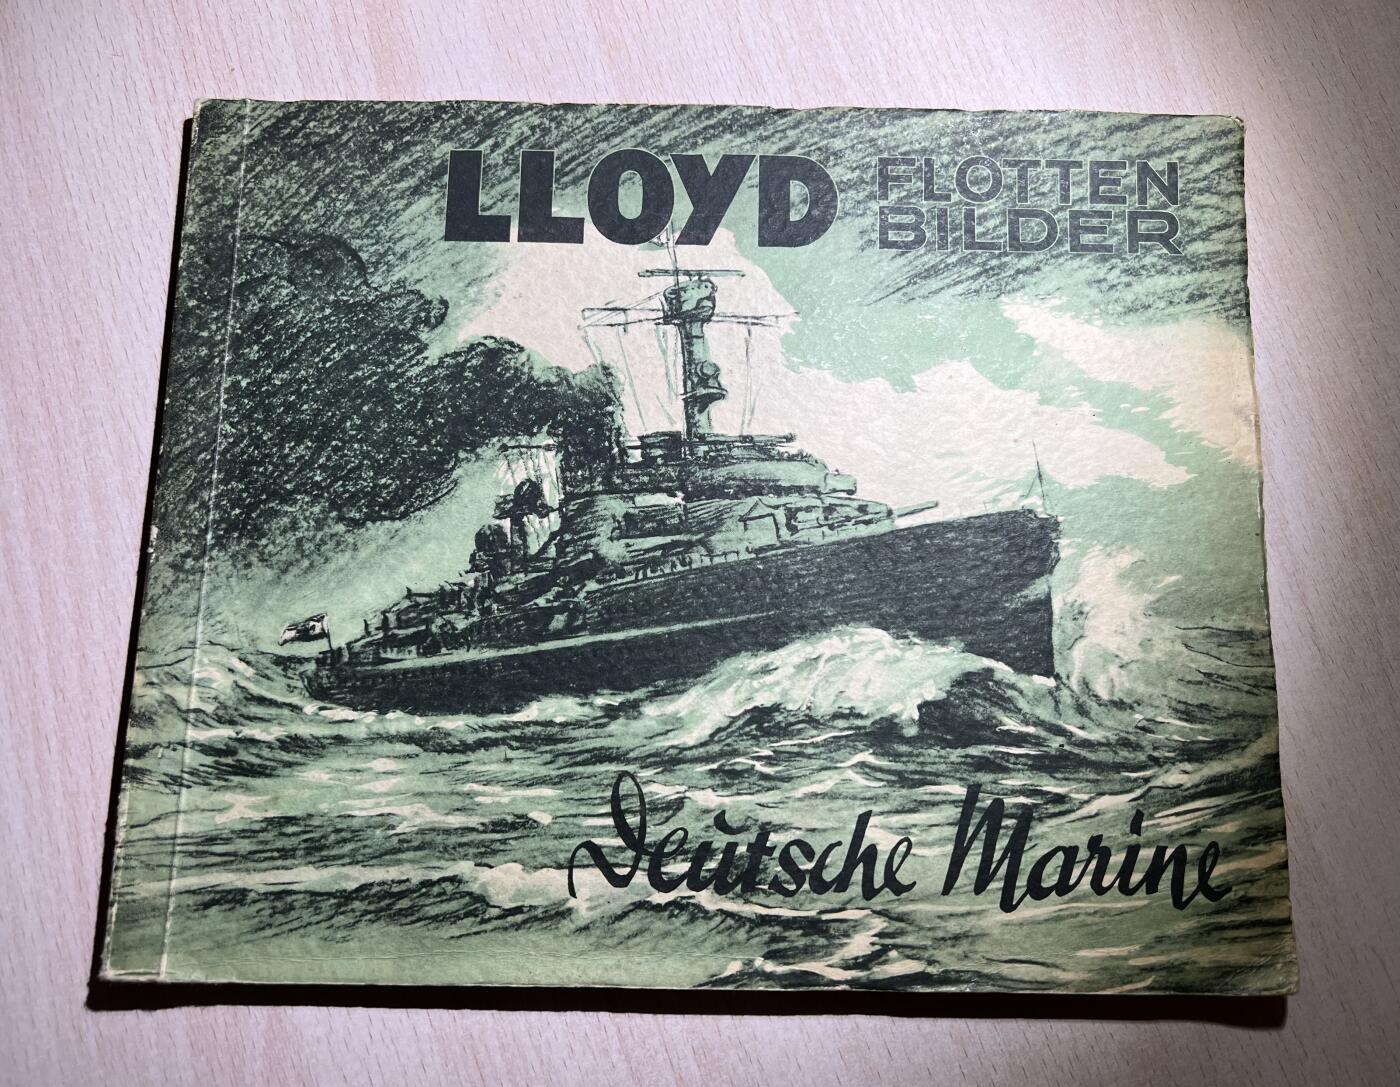 LLOYD FLOTTEN
BILDER
Deutsche Marine